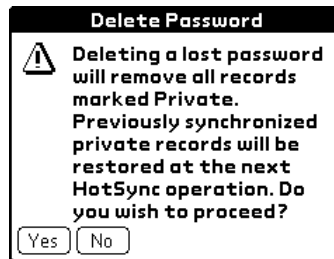 Delete Password
Deleting a lost password
will remove all records
marked Private.
Previously synchronized
private records will be
restored at the next
HotSync operation. Do
you wish to proceed?
Yes No